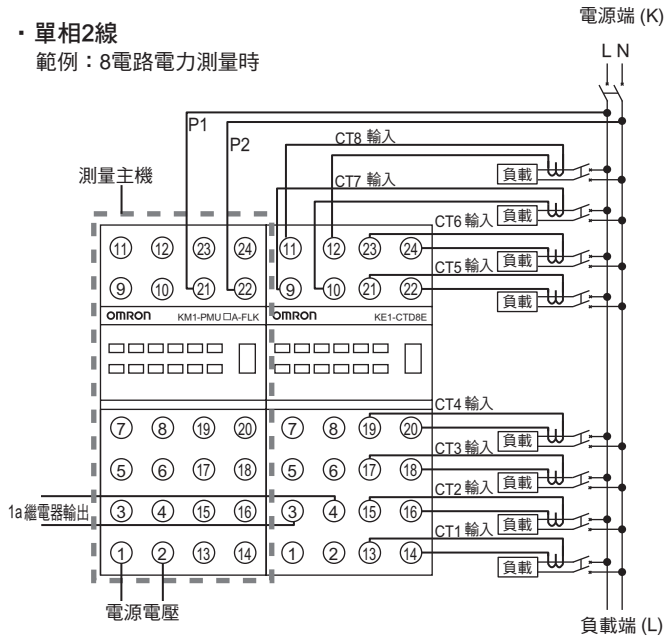 電源端 (K)
・單相2線
範例：8電路電力測量時
L N
P1
P2
CT8 輸入
測量主機
負載
CT7 輸入
負載
CT6 輸入
負載
⑪ ⑫ ㉓ ㉔ ⑪ ⑫ ㉓ ㉔
CT5 輸入
負載
⑨ ⑩ ㉑ ㉒ ⑨ ⑩ ㉑ ㉒
OMRON KM1-PMU□A-FLK OMRON KE1-CTD8E
CT4 輸入
⑦ ⑧ ⑲ ⑳ ⑦ ⑧ ⑲ ⑳
負載
CT3 輸入
⑤ ⑥ ⑰ ⑱ ⑤ ⑥ ⑰ ⑱
負載
CT2 輸入
1a繼電器輸出
③ ④ ⑮ ⑯ ③ ④ ⑮ ⑯
負載
CT1 輸入
① ② ⑬ ⑭ ① ② ⑬ ⑭
負載
電源電壓
負載端 (L)